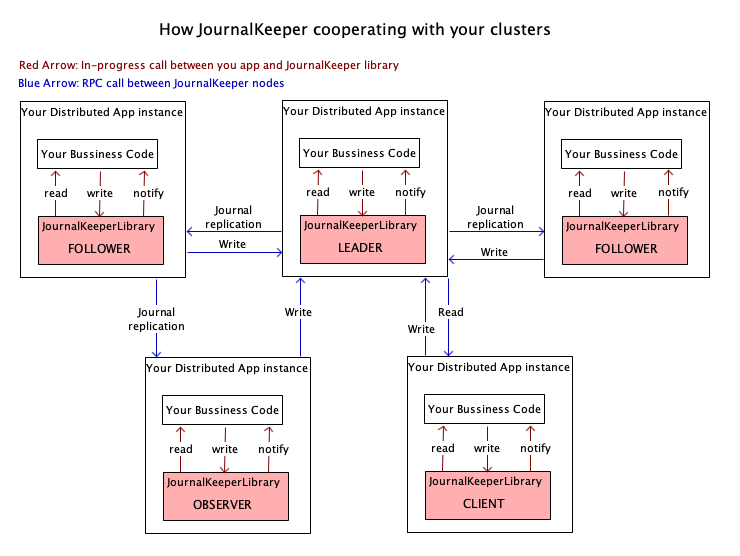 How JournalKeeper cooperating with your clusters
Red Arrow: In-progress call between you app and JournalKeeper library
Blue Arrow: RPC call between JournalKeeper nodes
Your Distributed App instance
Your Bussiness Code
read
write
notify
JournalKeeperLibrary
FOLLOWER
Journal
replication
Write
Your Distributed App instance
Your Bussiness Code
read
write
notify
JournalKeeperLibrary
LEADER
Journal
replication
Write
Your Distributed App instance
Your Bussiness Code
read
write
notify
JournalKeeperLibrary
FOLLOWER
Journal
replication
Write
Write
Read
Your Distributed App instance
Your Bussiness Code
read
write
notify
JournalKeeperLibrary
OBSERVER
Your Distributed App instance
Your Bussiness Code
read
write
notify
JournalKeeperLibrary
CLIENT